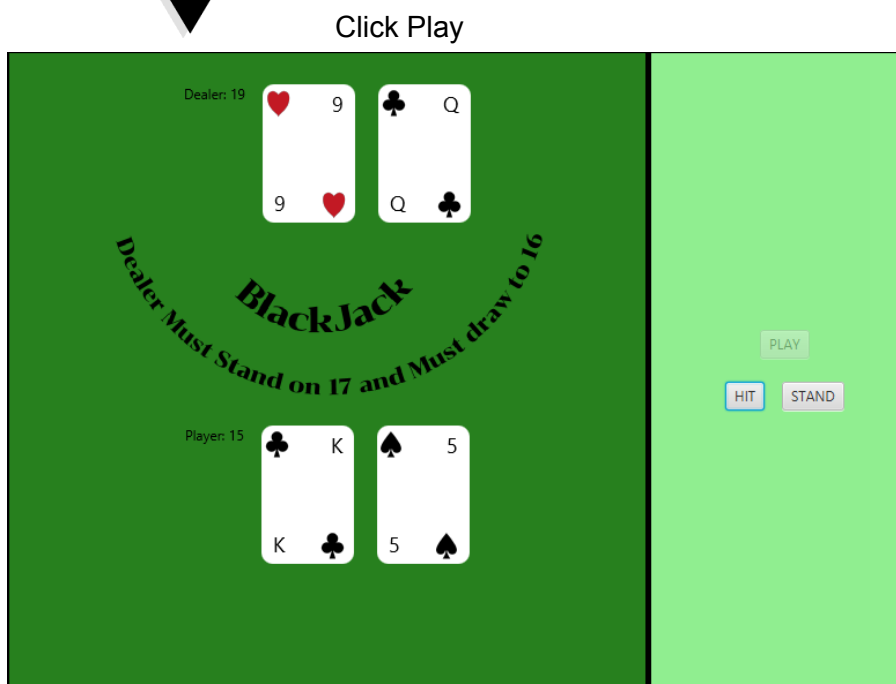 Click Play
Dealer: 19
9
9
Q
Q
BlackJack
Dealer Must Stand on 17 and Must draw to 16
Player: 15
K
K
5
5
PLAY
HIT
STAND